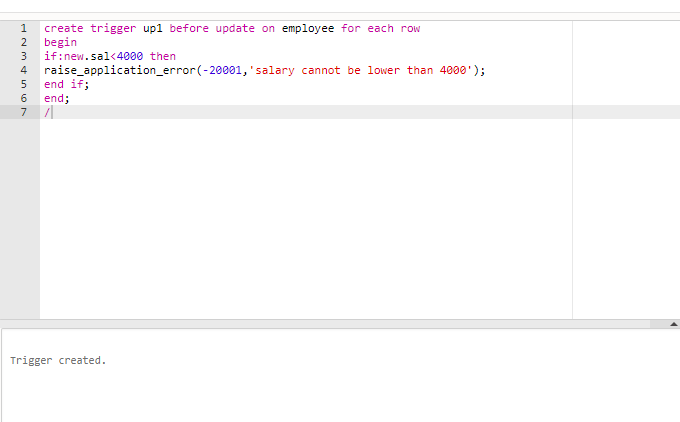 1 create trigger up1 before update on employee for each row
2 begin
3 if:new.sal<4000 then
4 raise_application_error(-20001,'salary cannot be lower than 4000');
5 end if;
6 end;
7 /
Trigger created.